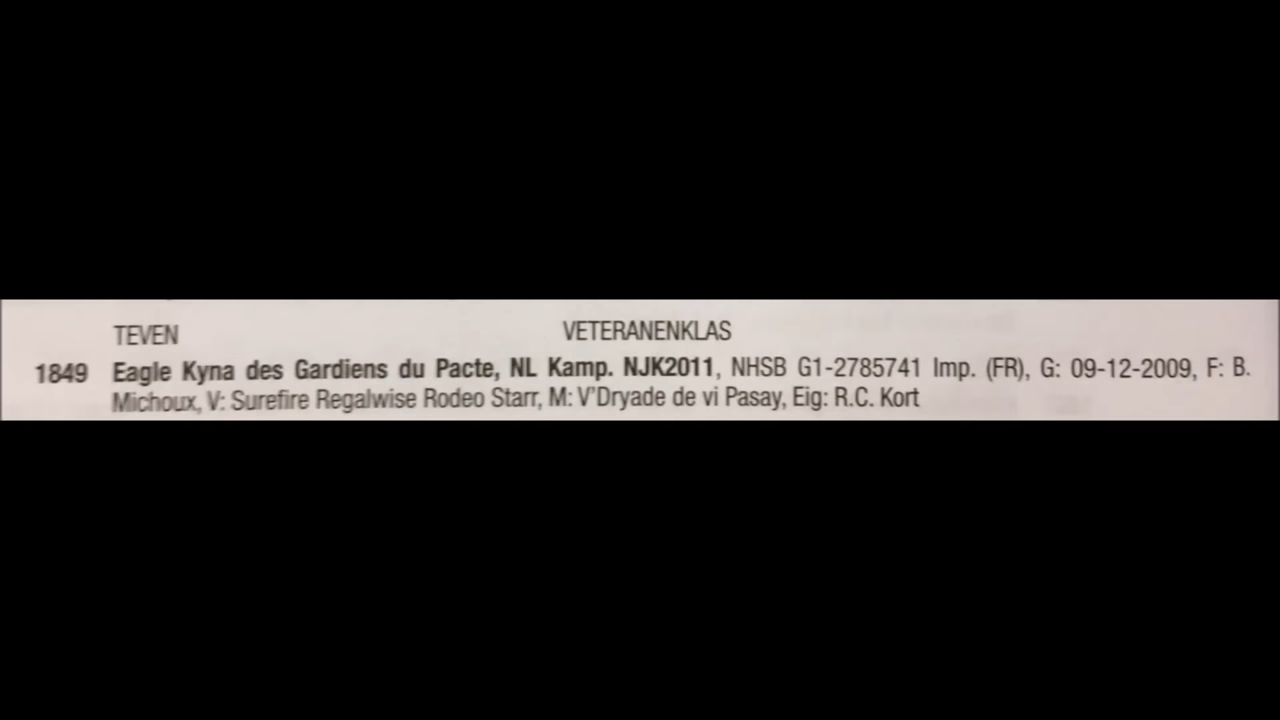 TEVEN VETERANENKLAS
1849 Eagle Kyna des Gardiens du Pacte, NL Kamp. NJK2011, NHSB G1-2785741 Imp. (FR), G: 09-12-2009, F: B.
Michoux, V: Surefire Regalwise Rodeo Starr, M: V'Dryade de vi Pasay, Eig: R.C. Kort